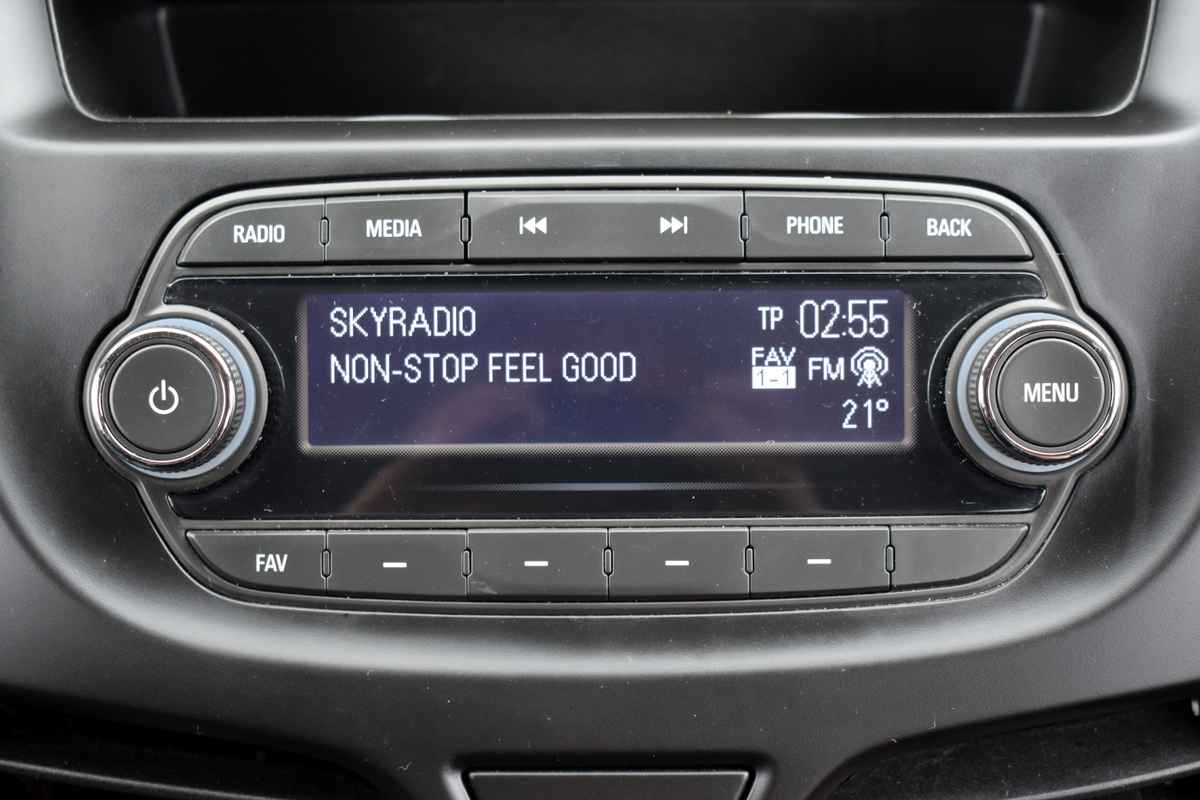 RADIO MEDIA PHONE BACK
SKYRADIO TP 02:55
NON-STOP FEEL GOOD FAV 1-1 FM
21°
MENU
FAV